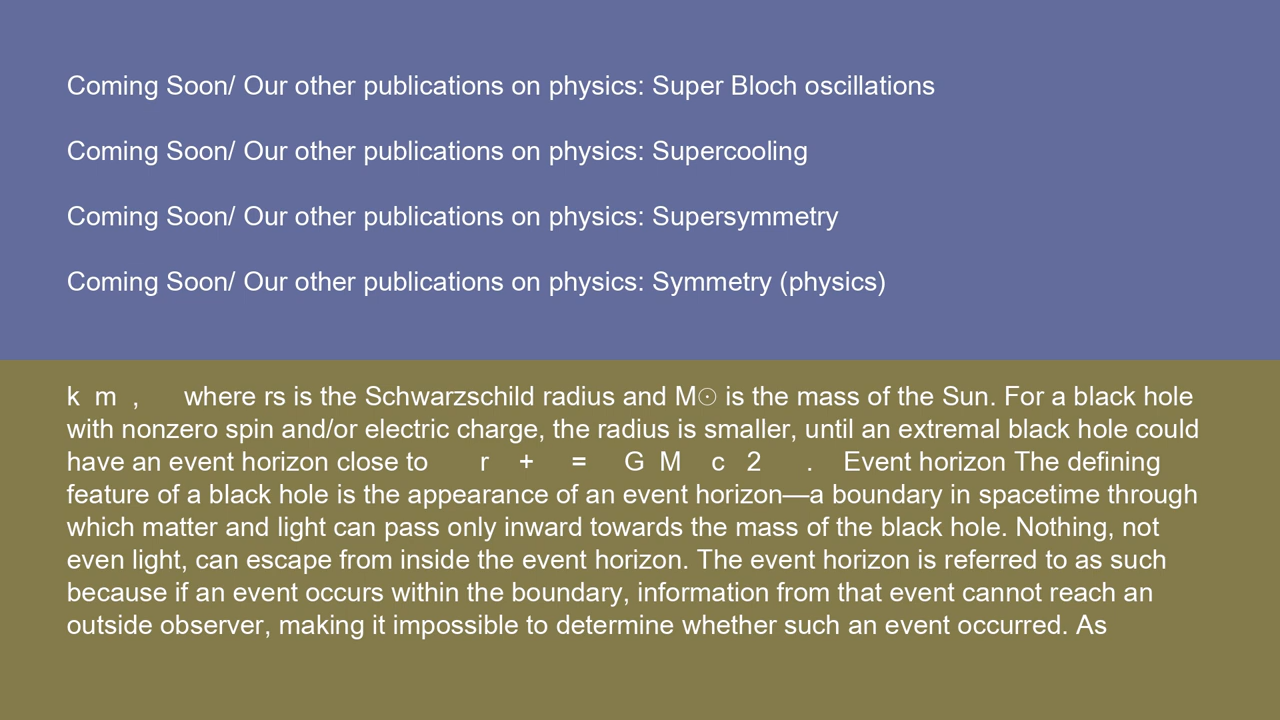 Coming Soon/ Our other publications on physics: Super Bloch oscillations
Coming Soon/ Our other publications on physics: Supercooling
Coming Soon/ Our other publications on physics: Supersymmetry
Coming Soon/ Our other publications on physics: Symmetry (physics)
k m , where rs is the Schwarzschild radius and M☉ is the mass of the Sun. For a black hole
with nonzero spin and/or electric charge, the radius is smaller, until an extremal black hole could
have an event horizon close to r + = G M c 2 . Event horizon The defining
feature of a black hole is the appearance of an event horizon—a boundary in spacetime through
which matter and light can pass only inward towards the mass of the black hole. Nothing, not
even light, can escape from inside the event horizon. The event horizon is referred to as such
because if an event occurs within the boundary, information from that event cannot reach an
outside observer, making it impossible to determine whether such an event occurred. As